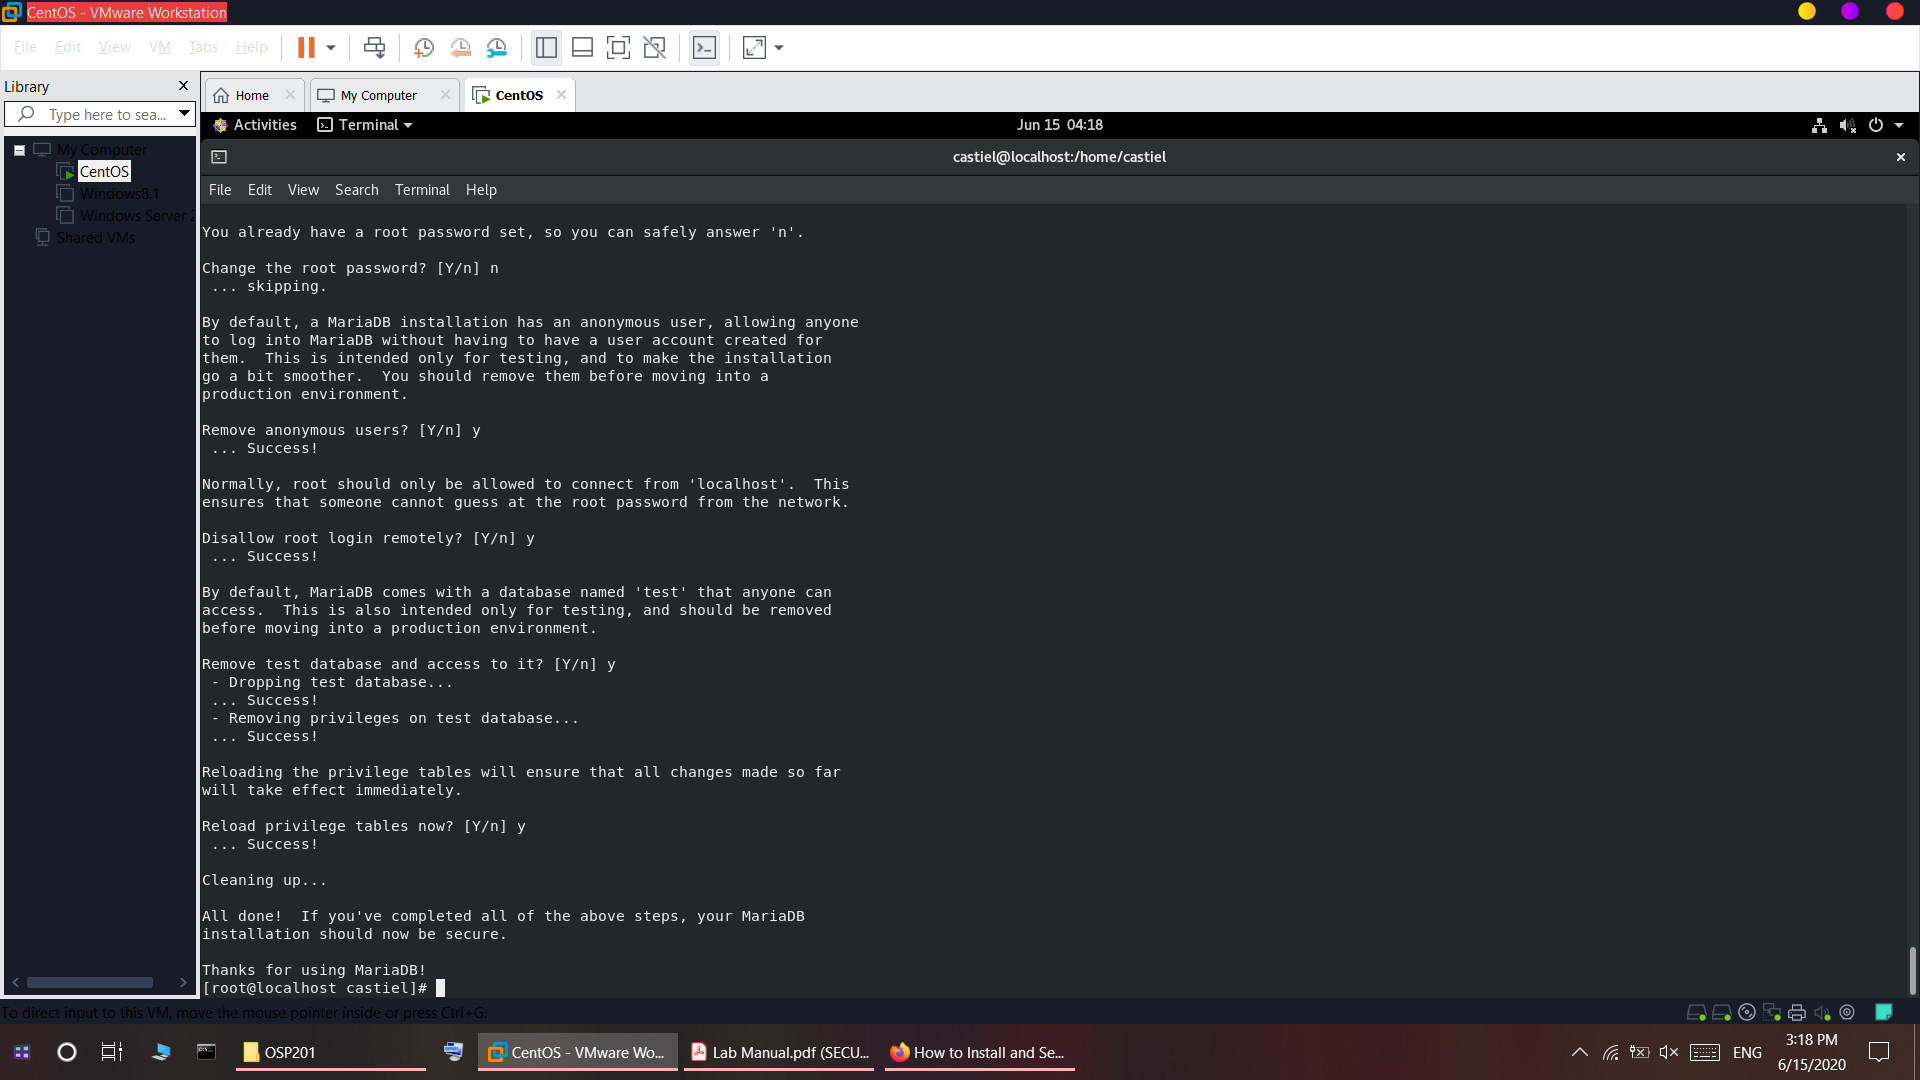 CentOS - VMware Workstation
File Edit View VM Tabs Help
Library
Type here to sea...
My Computer
CentOS
Windows8.1
Windows Server 2
Shared VMs
Home
My Computer
CentOS
Activities
Terminal
Jun 15 04:18
castiel@localhost:/home/castiel
File Edit View Search Terminal Help
You already have a root password set, so you can safely answer 'n'.
Change the root password? [Y/n] n
... skipping.
By default, a MariaDB installation has an anonymous user, allowing anyone
to log into MariaDB without having to have a user account created for
them.  This is intended only for testing, and to make the installation
go a bit smoother.  You should remove them before moving into a
production environment.
Remove anonymous users? [Y/n] y
... Success!
Normally, root should only be allowed to connect from 'localhost'.  This
ensures that someone cannot guess at the root password from the network.
Disallow root login remotely? [Y/n] y
... Success!
By default, MariaDB comes with a database named 'test' that anyone can
access.  This is also intended only for testing, and should be removed
before moving into a production environment.
Remove test database and access to it? [Y/n] y
- Dropping test database...
... Success!
- Removing privileges on test database...
... Success!
Reloading the privilege tables will ensure that all changes made so far
will take effect immediately.
Reload privilege tables now? [Y/n] y
... Success!
Cleaning up...
All done!  If you've completed all of the above steps, your MariaDB
installation should now be secure.
Thanks for using MariaDB!
[root@localhost castiel]#
To direct input to this VM, move the mouse pointer inside or press Ctrl+G.
OSP201
CentOS - VMware Wo...
Lab Manual.pdf (SECU...
How to Install and Se...
ENG
3:18 PM
6/15/2020